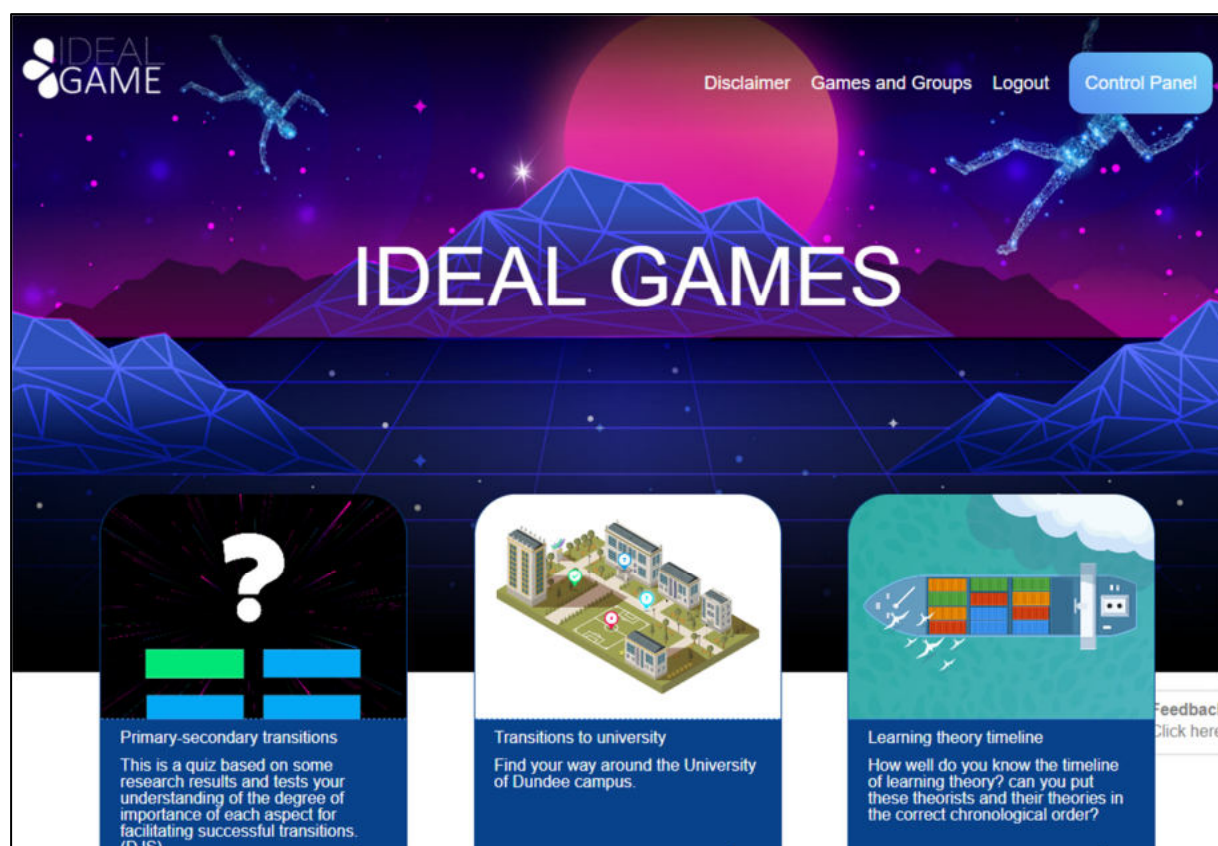 IDEAL
GAME
Disclaimer Games and Groups Logout Control Panel
IDEAL GAMES
?
Primary-secondary transitions
This is a quiz based on some
research results and tests your
understanding of the degree of
importance of each aspect for
facilitating successful transitions.
Transitions to university
Find your way around the University
of Dundee campus.
Learning theory timeline
How well do you know the timeline
of learning theory? can you put
these theorists and their theories in
the correct chronological order?
Click here